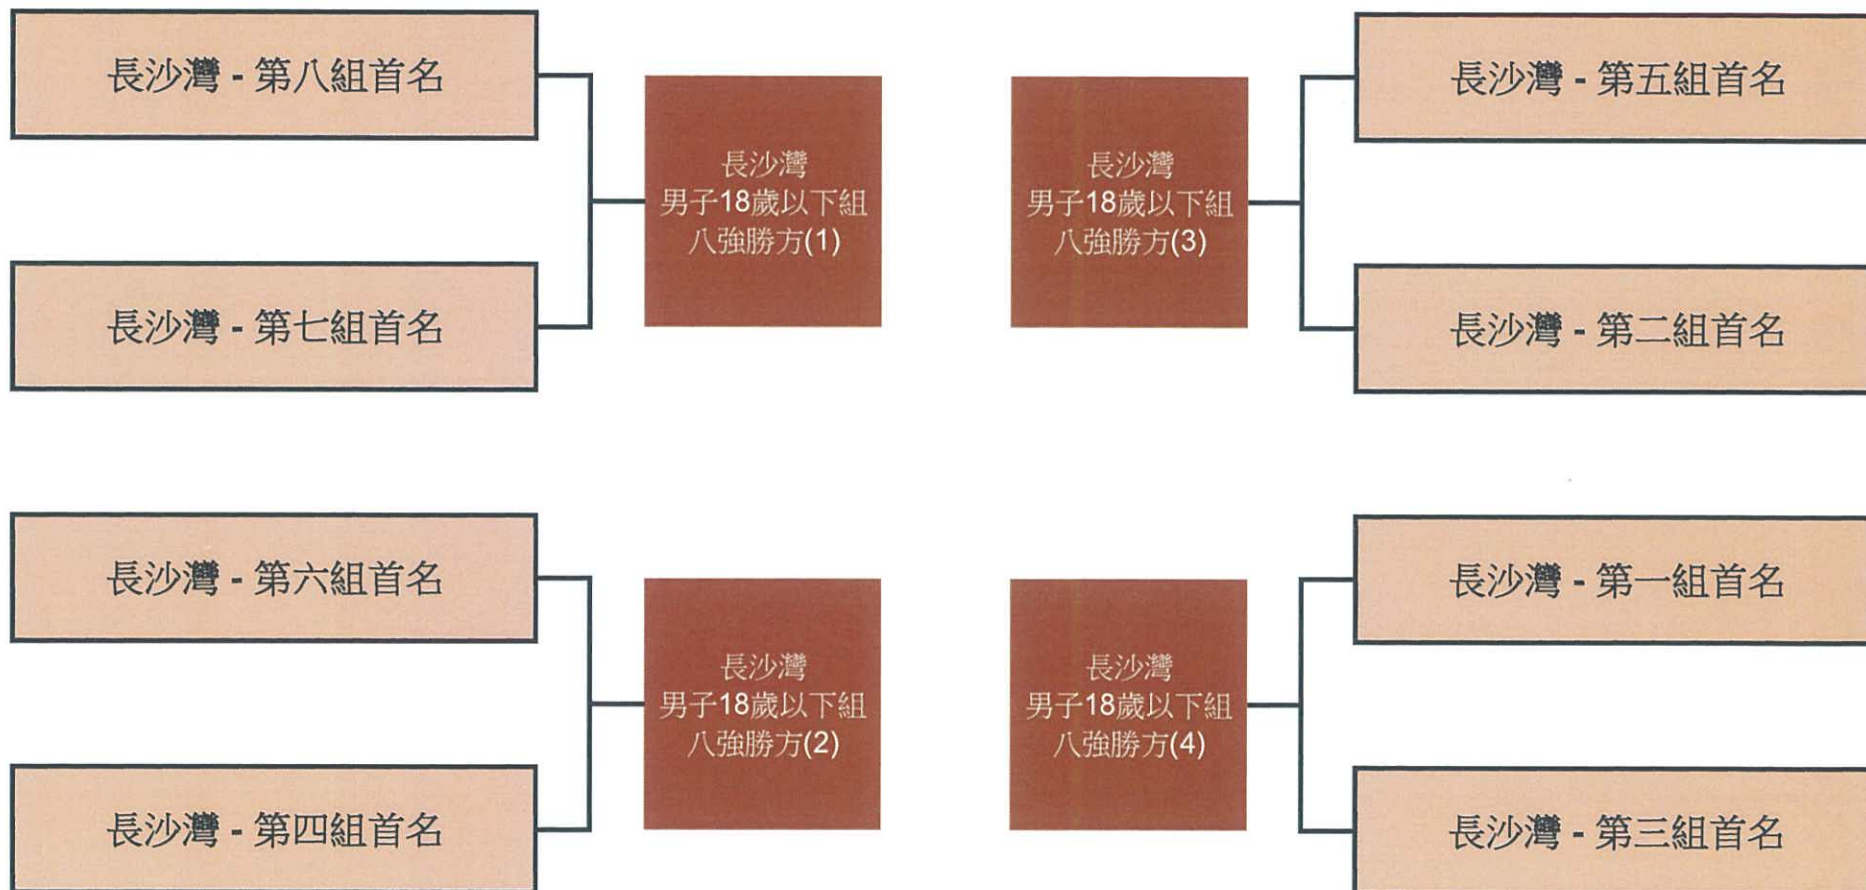 長沙灣 - 第八組首名
長沙灣 - 第七組首名
長沙灣
男子18歲以下組
八強勝方(1)
長沙灣
男子18歲以下組
八強勝方(3)
長沙灣 - 第五組首名
長沙灣 - 第二組首名
長沙灣 - 第六組首名
長沙灣 - 第四組首名
長沙灣
男子18歲以下組
八強勝方(2)
長沙灣
男子18歲以下組
八強勝方(4)
長沙灣 - 第一組首名
長沙灣 - 第三組首名